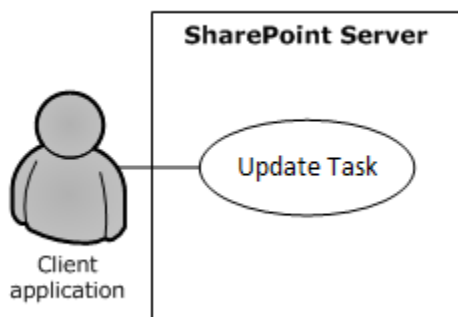 SharePoint Server
Update Task
Client
application